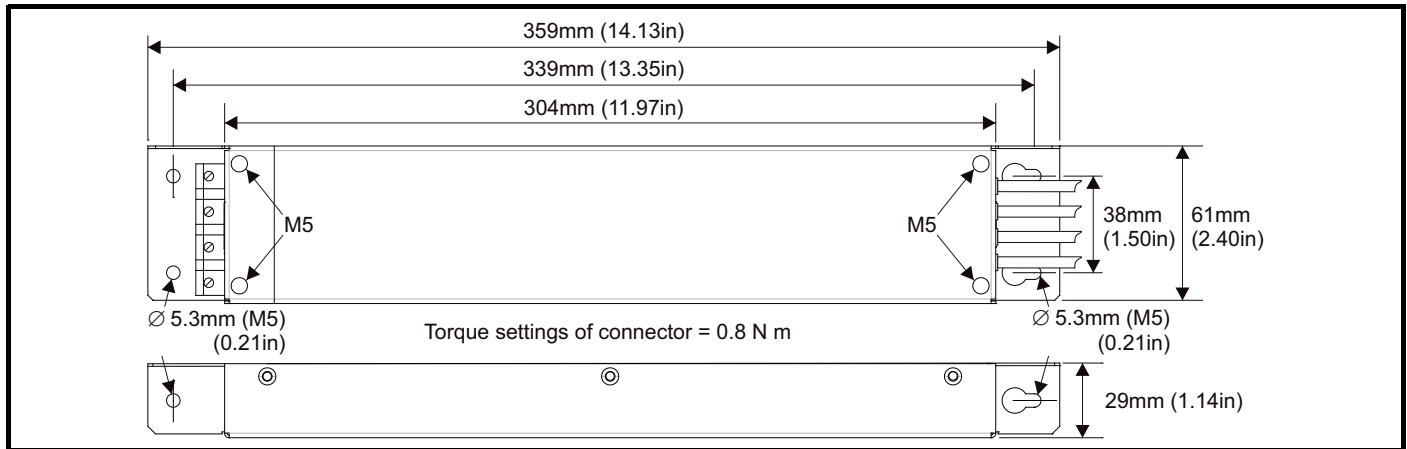 359mm (14.13in)
339mm (13.35in)
304mm (11.97in)
M5
M5
38mm
(1.50in)
61mm
(2.40in)
∅ 5.3mm (M5)
(0.21in)
Torque settings of connector = 0.8 N m
∅ 5.3mm (M5)
(0.21in)
29mm (1.14in)